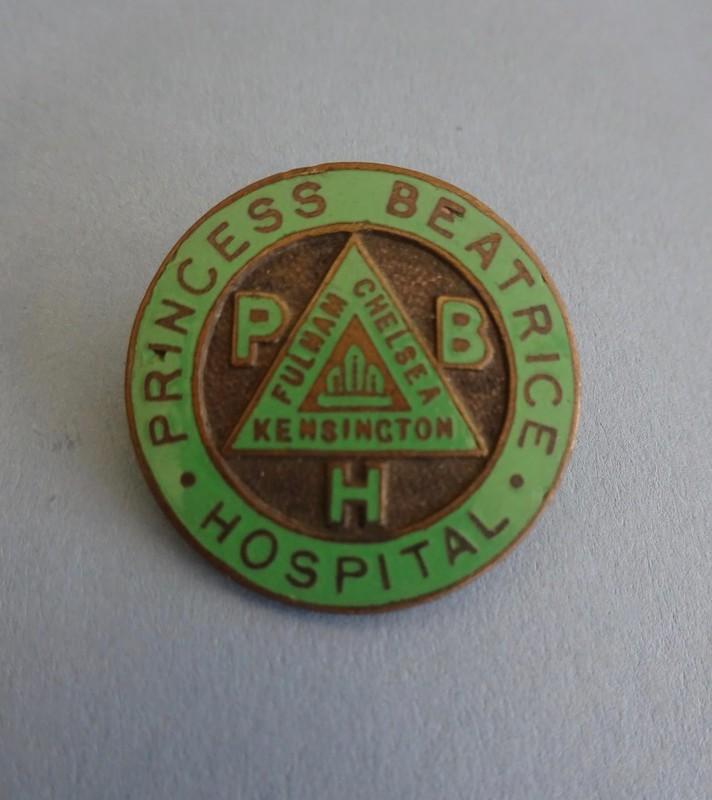 PRINCESS BEATRICE
HOSPITAL
P B H
FULHAM
CHELSEA
KENSINGTON